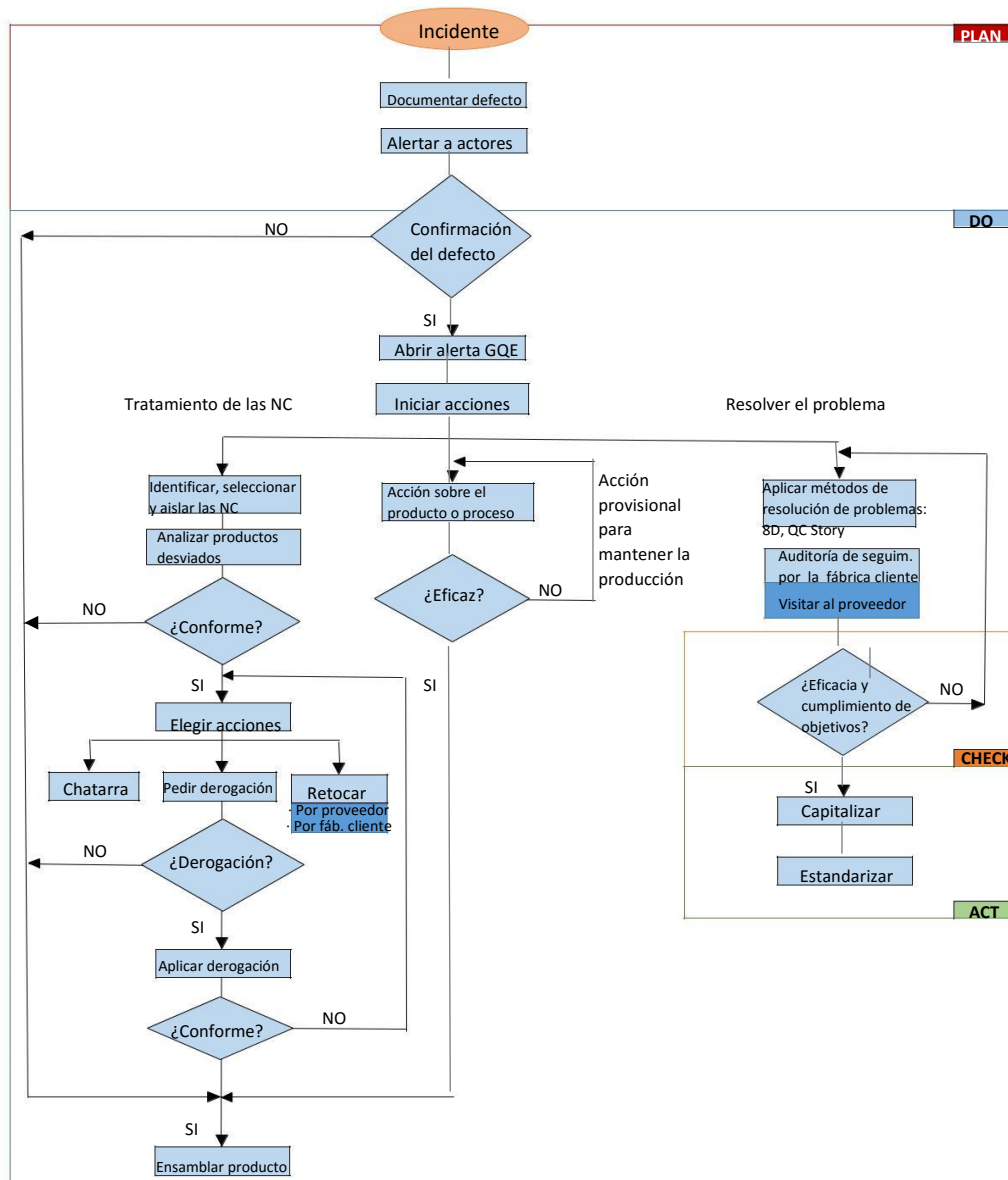 Incidente
PLAN
Documentar defecto
Alertar a actores
DO
NO
Confirmación
del defecto
SI
Abrir alerta GQE
Iniciar acciones
Tratamiento de las NC
Resolver el problema
Identificar, seleccionar
y aislar las NC
Analizar productos
desviados
NO
¿Conforme?
SI
Elegir acciones
Chatarra
Pedir derogación
Retocar
· Por proveedor
· Por fáb. cliente
NO
¿Derogación?
SI
Aplicar derogación
¿Conforme?
NO
SI
Ensamblar producto
Acción sobre el
producto o proceso
¿Eficaz?
NO
SI
Acción
provisional
para
mantener la
producción
Aplicar métodos de
resolución de problemas:
8D, QC Story
Auditoría de seguim.
por la fábrica cliente
Visitar al proveedor
¿Eficacia y
cumplimiento de
objetivos?
NO
CHECK
SI
Capitalizar
Estandarizar
ACT